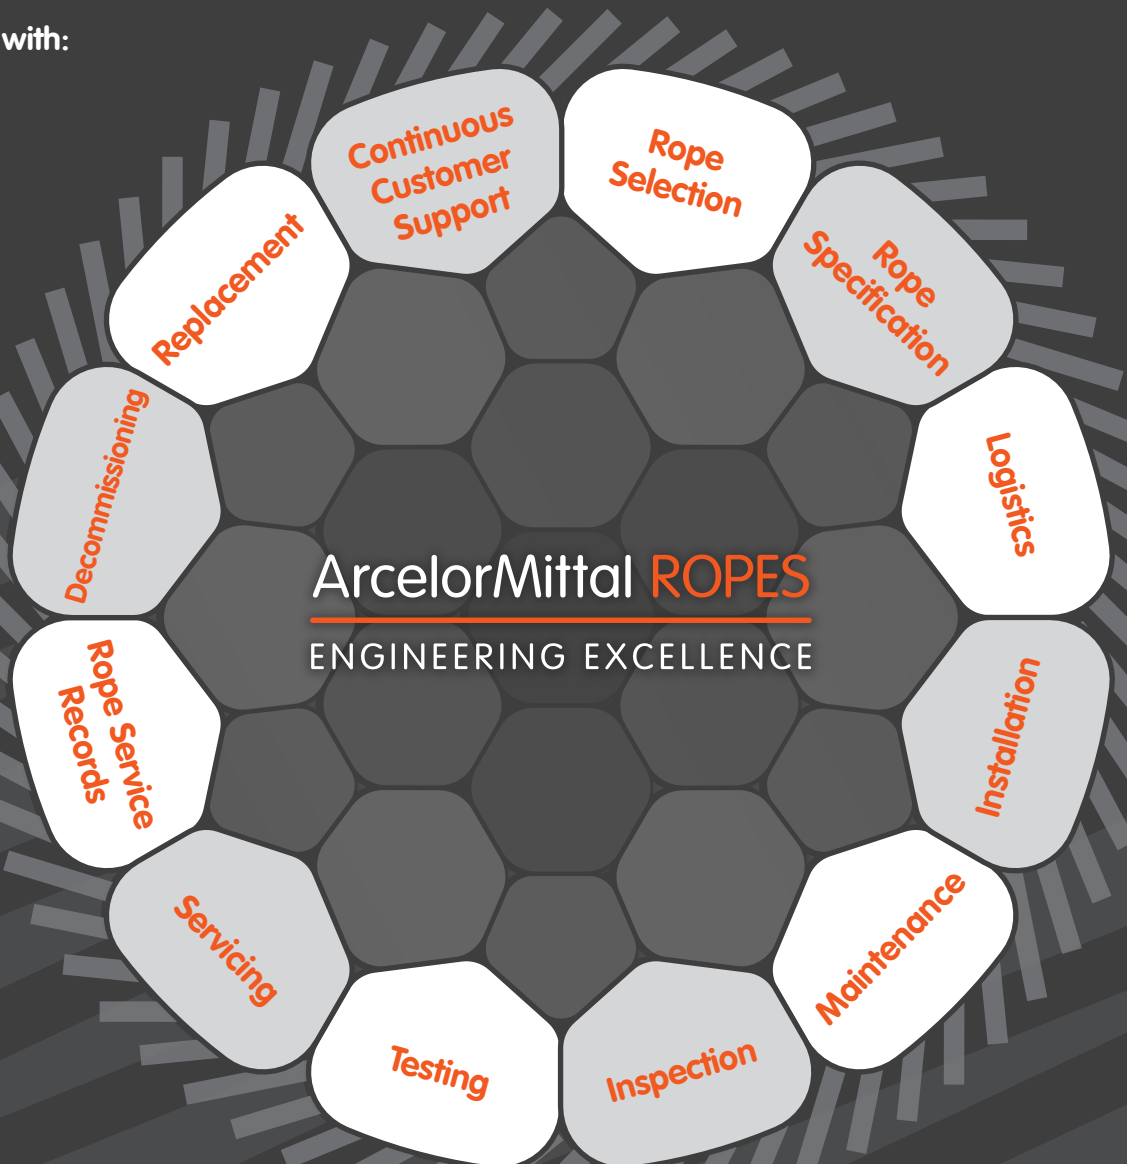 with:
Continuous
Customer
Support
Rope
Selection
Rope
Specification
Logistics
Installation
Maintenance
Inspection
Testing
Servicing
Rope Service
Records
Decommissioning
Replacement
ArcelorMittal ROPES
ENGINEERING EXCELLENCE